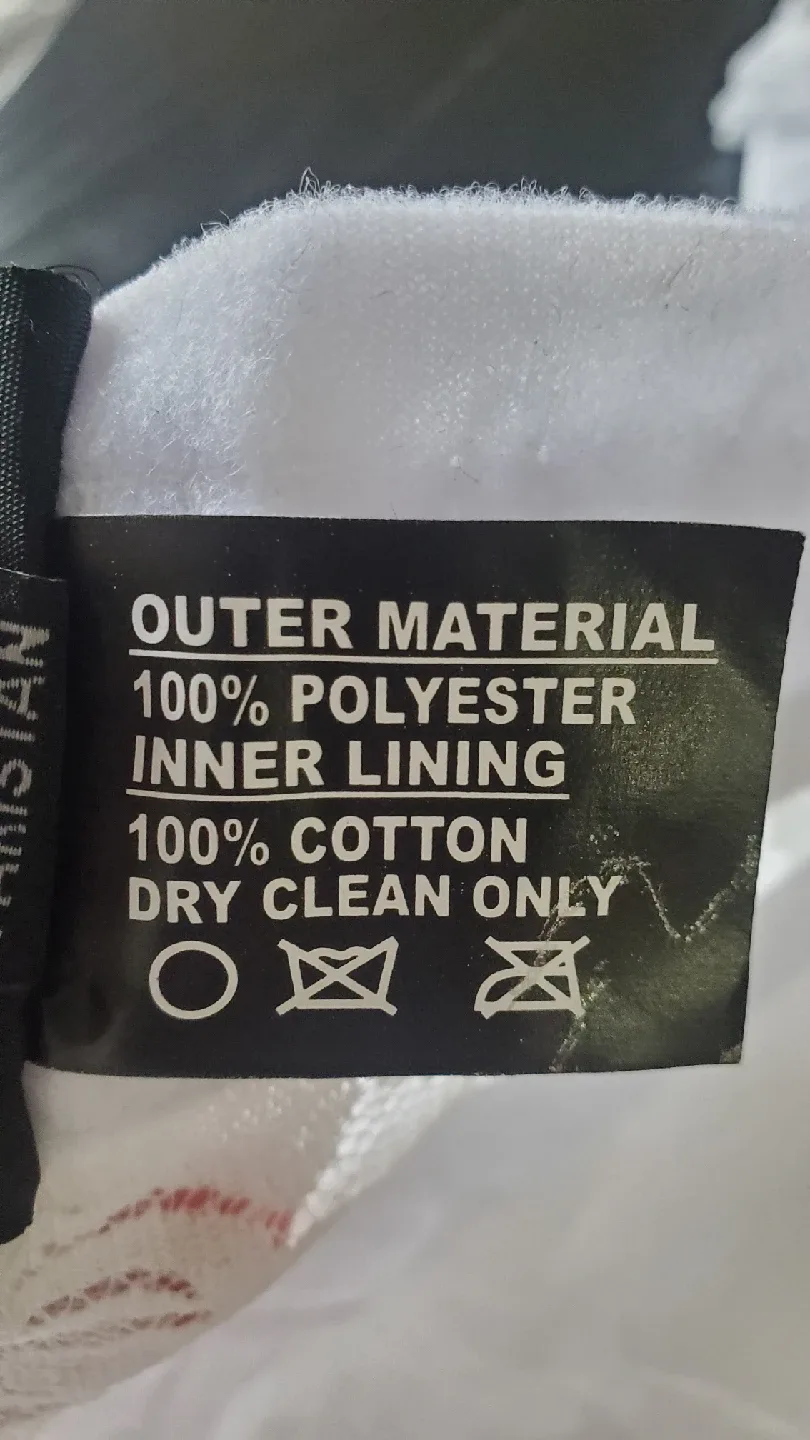 OUTER MATERIAL
100% POLYESTER
INNER LINING
100% COTTON
DRY CLEAN ONLY